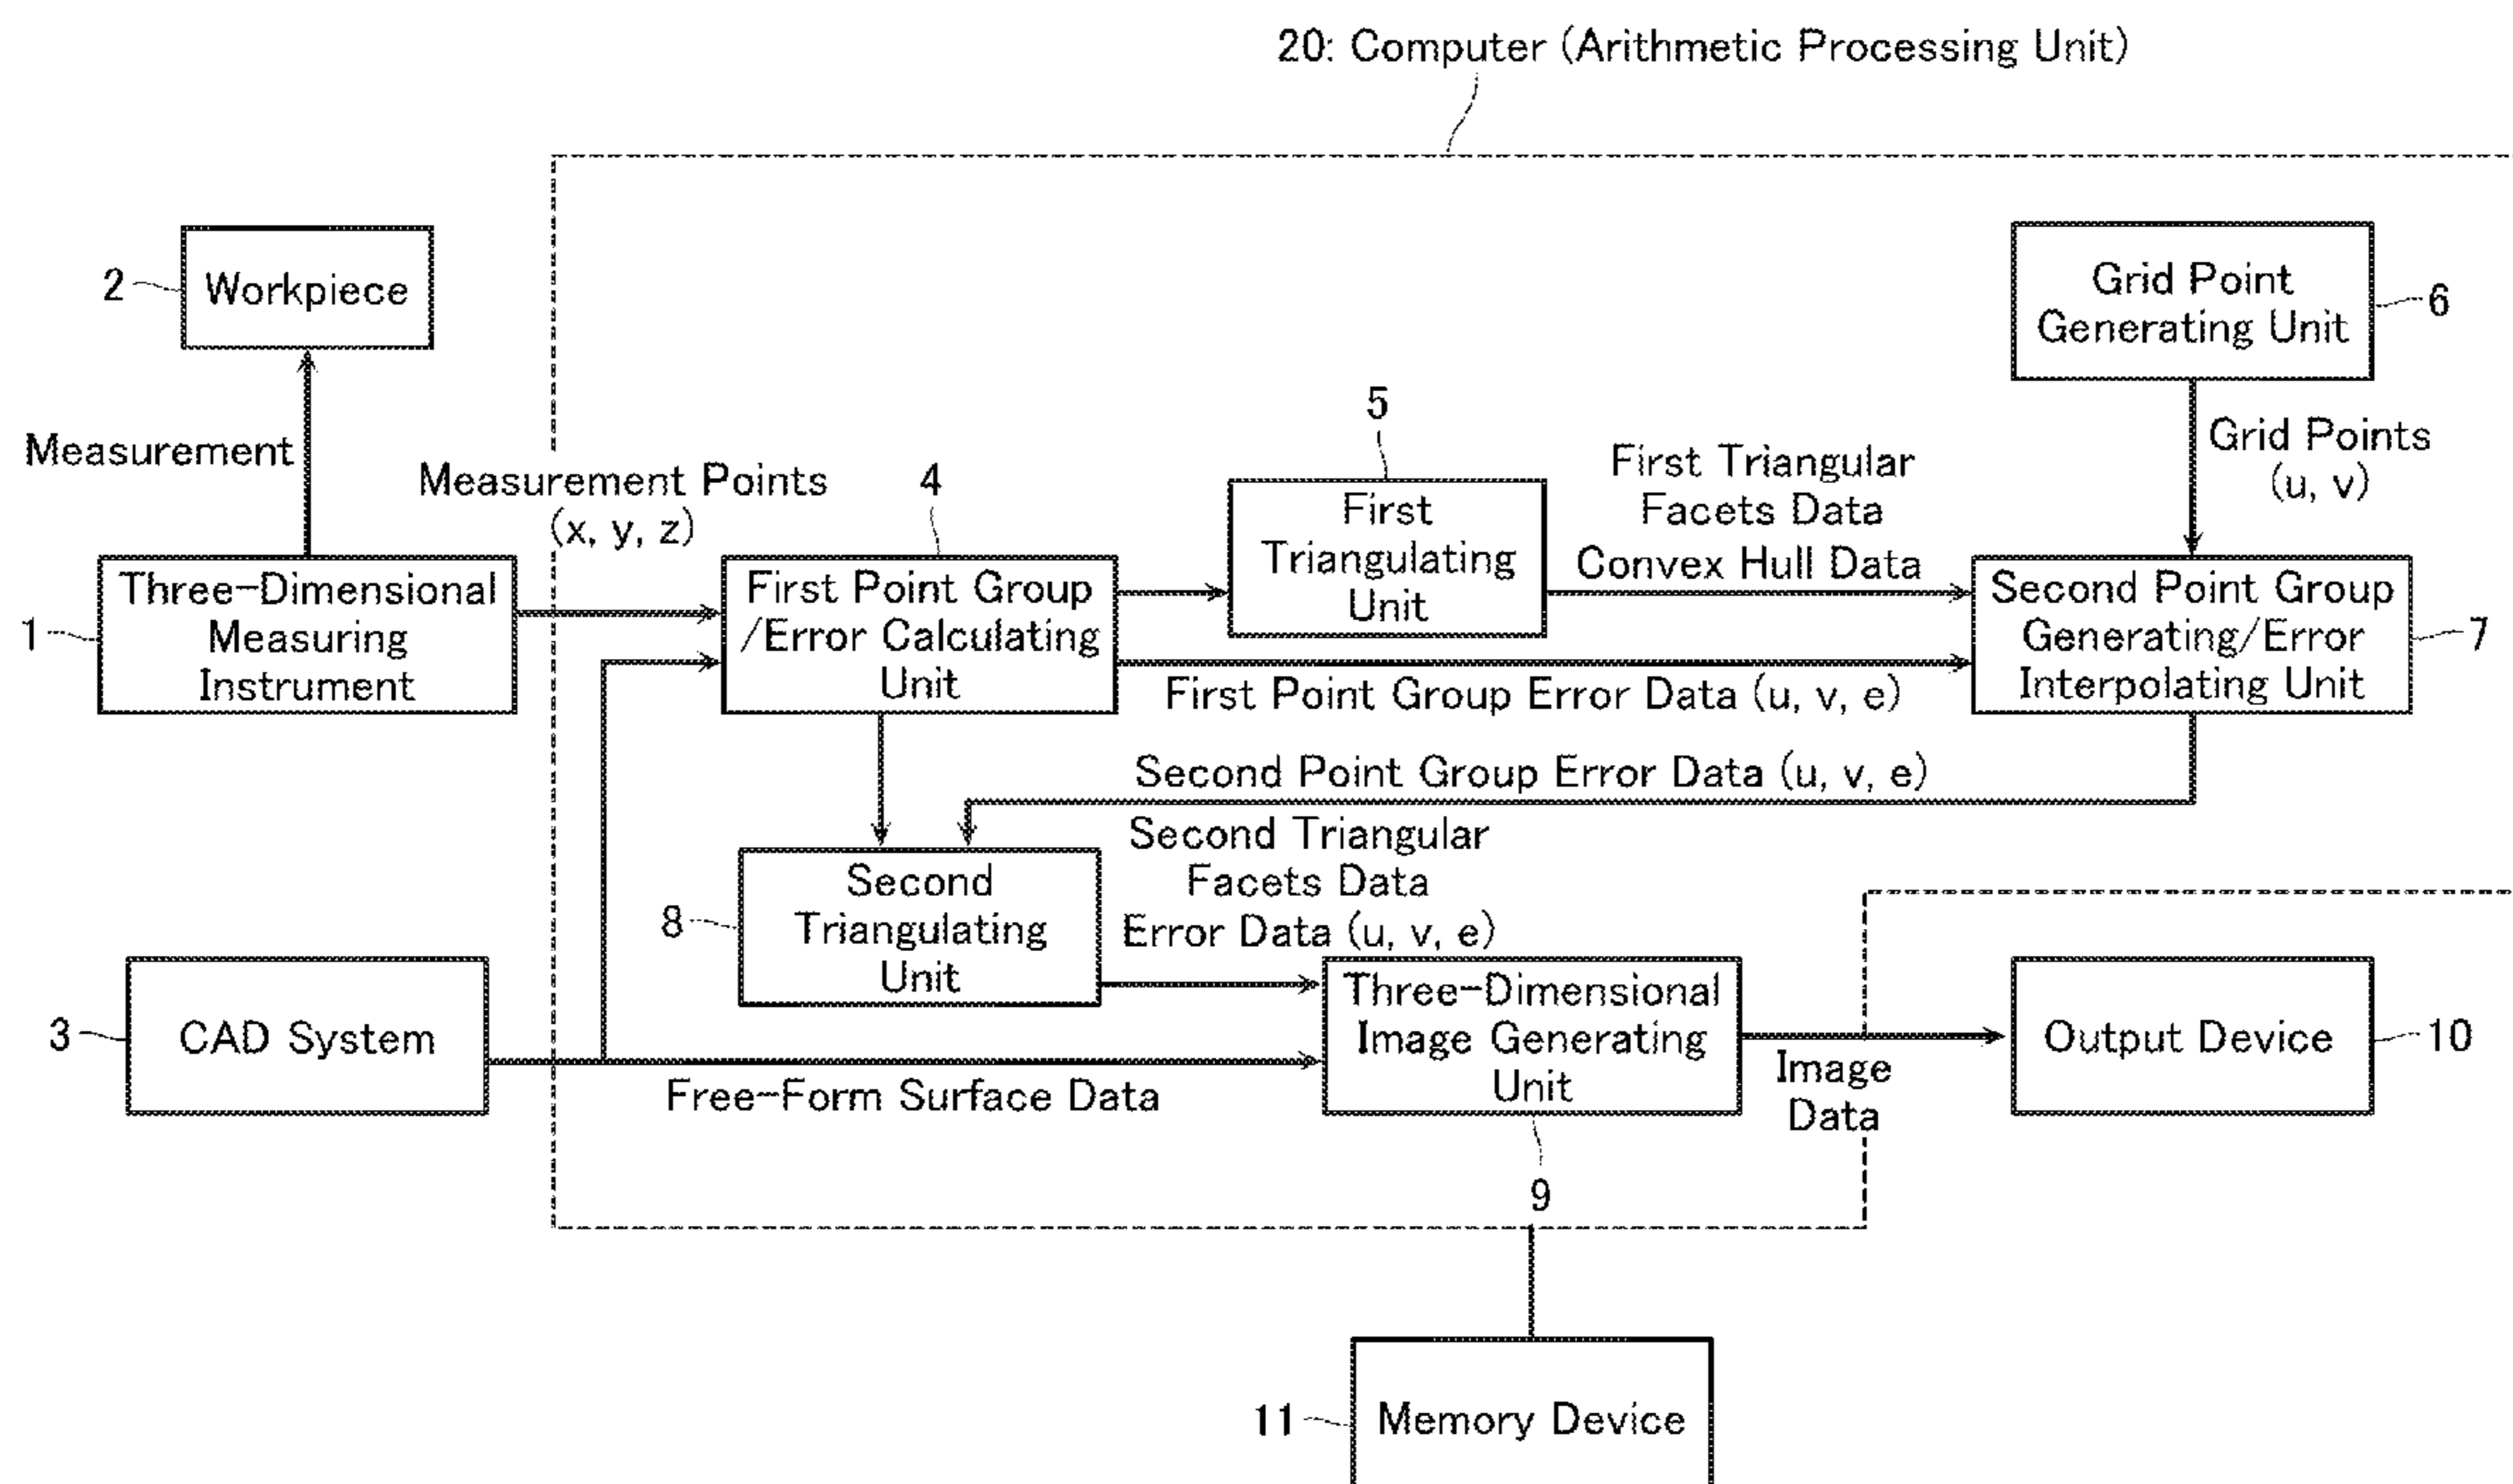 20: Computer (Arithmetic Processing Unit)
2
Workpiece
Grid Point
Generating Unit
6
Measurement
Measurement Points
(x, y, z)
4
5
First Triangular
Facets Data
Convex Hull Data
Grid Points
(u, v)
1
Three-Dimensional
Measuring
Instrument
First Point Group
/Error Calculating
Unit
First
Triangulating
Unit
Second Point Group
Generating/Error
Interpolating Unit
7
First Point Group Error Data (u, v, e)
Second Point Group Error Data (u, v, e)
8
Second
Triangulating
Unit
Second Triangular
Facets Data
Error Data (u, v, e)
3
CAD System
Free-Form Surface Data
Three-Dimensional
Image Generating
Unit
9
Image
Data
Output Device
10
11
Memory Device